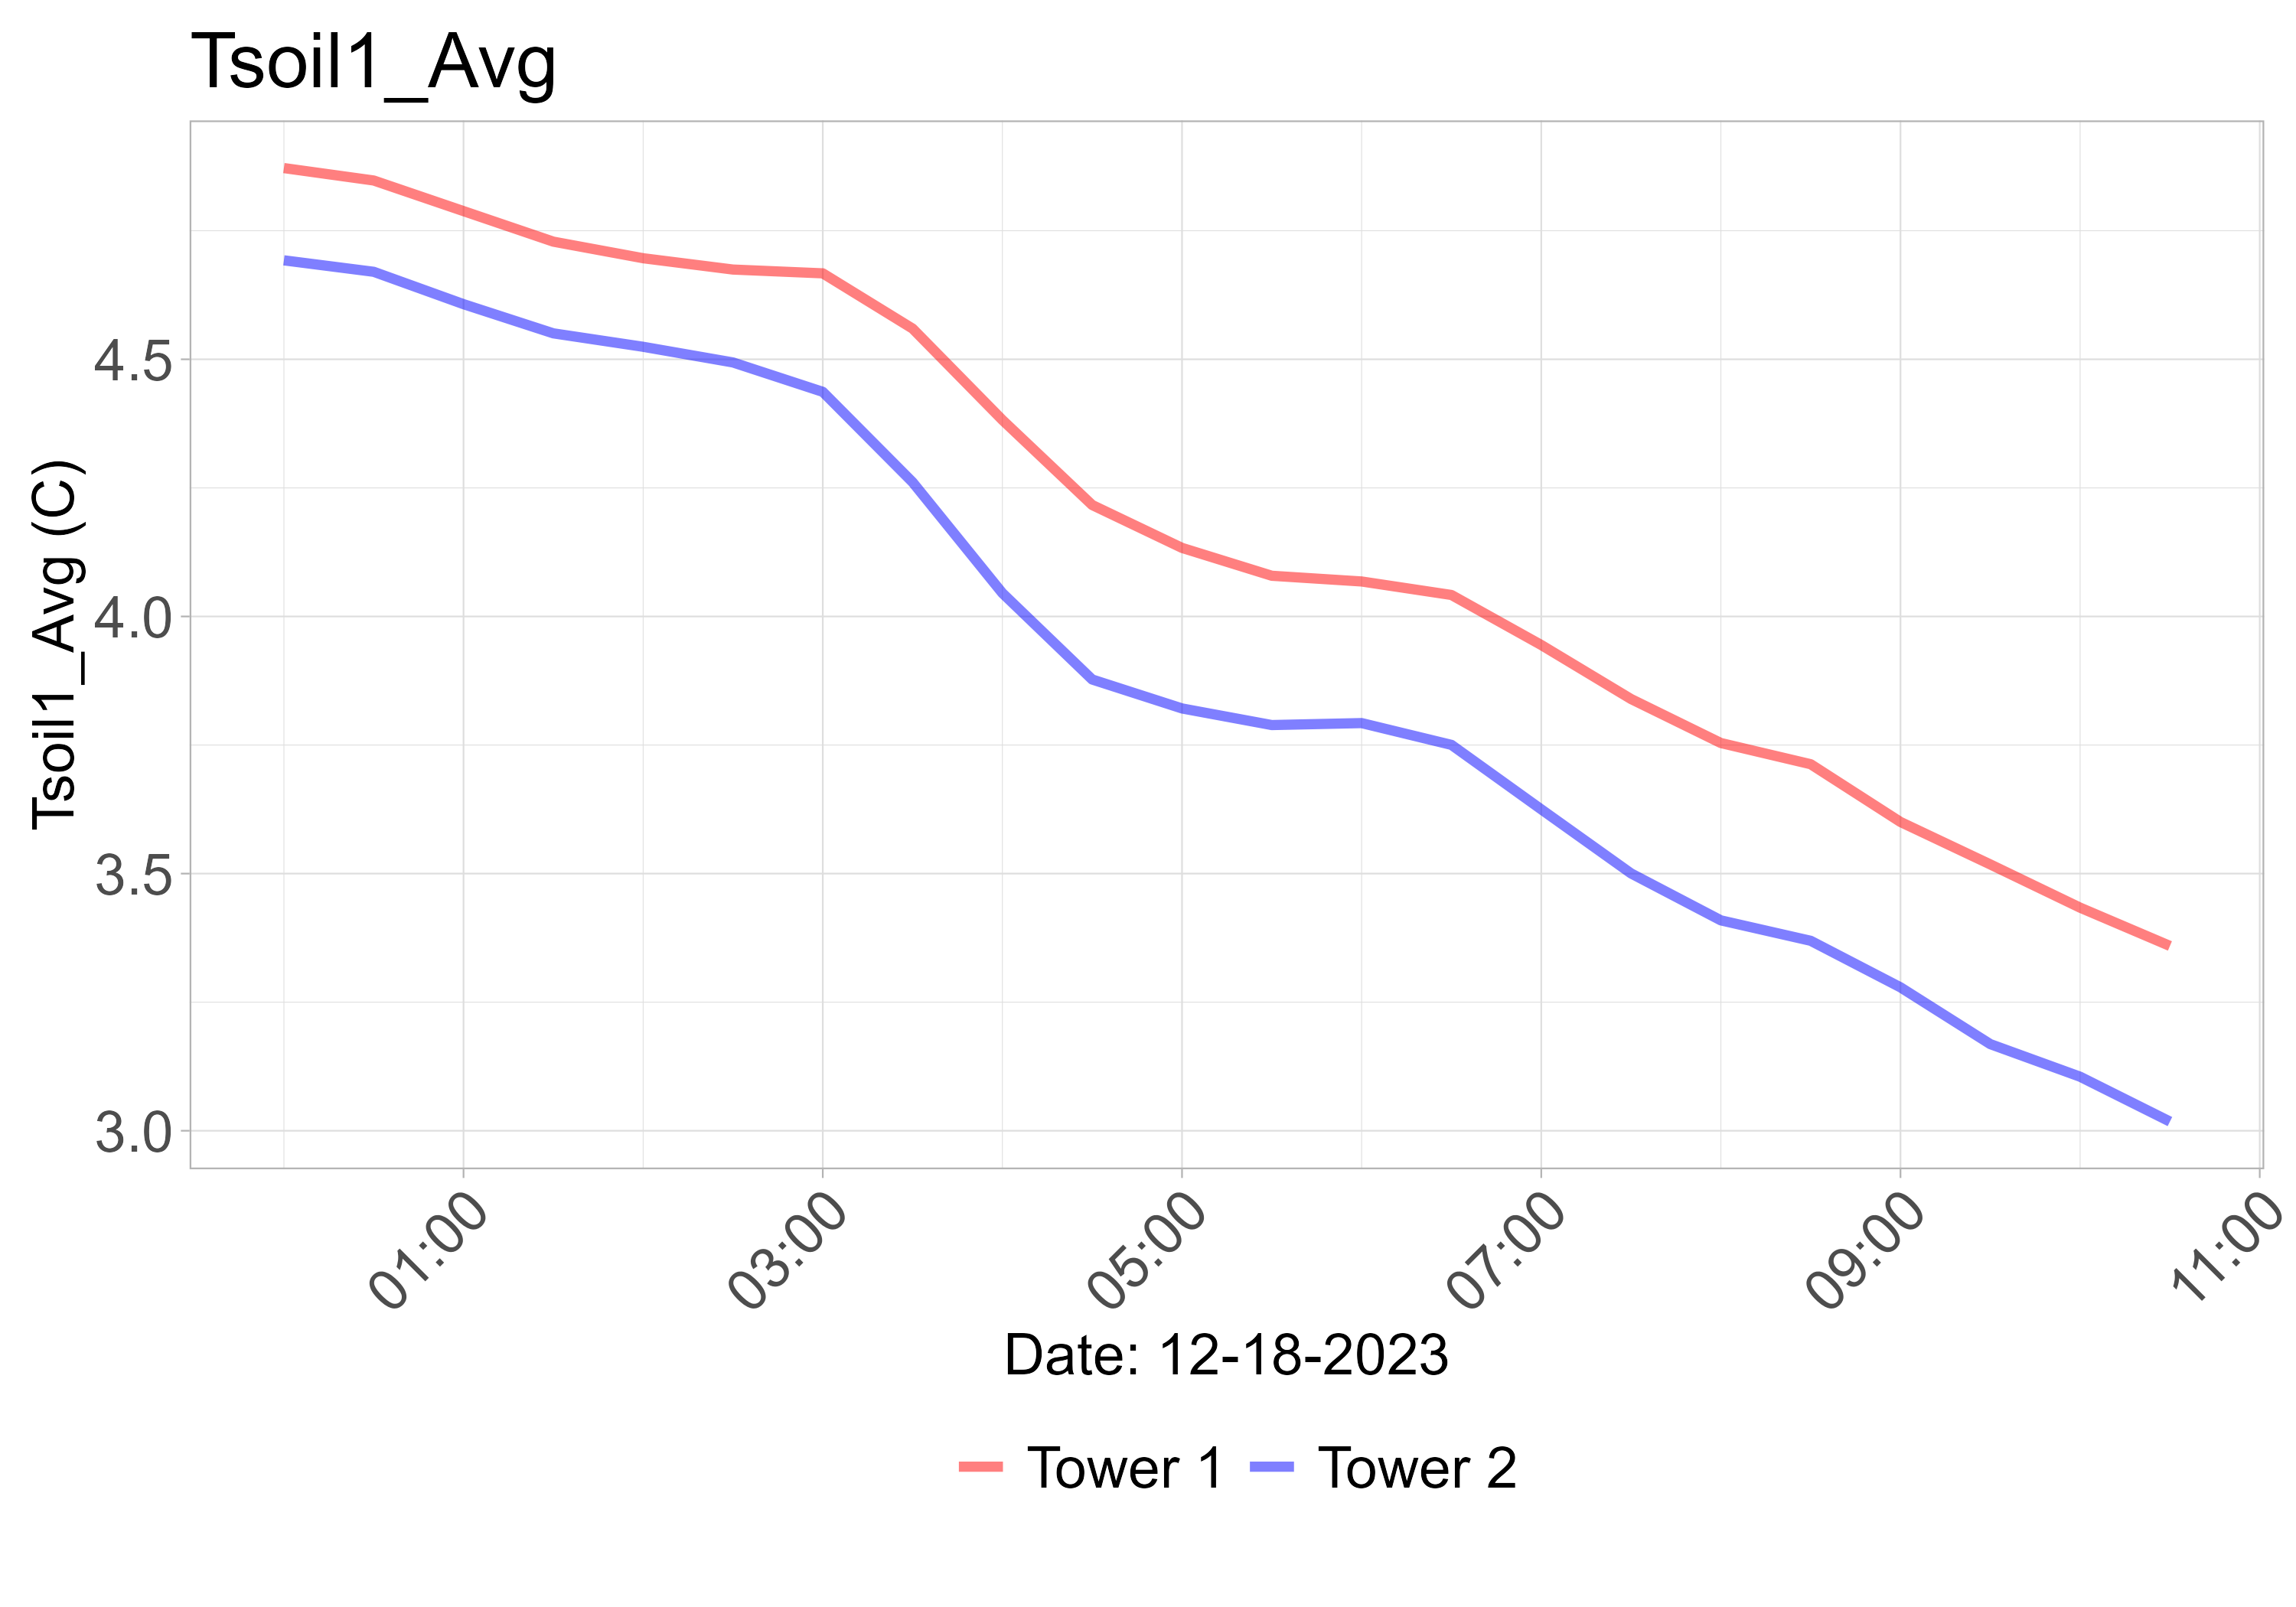 Tsoil1_Avg
Tsoil1_Avg (C)
4.5
4.0
3.5
3.0
01:00 03:00 05:00 07:00 09:00 11:00
Date: 12-18-2023
Tower 1 Tower 2